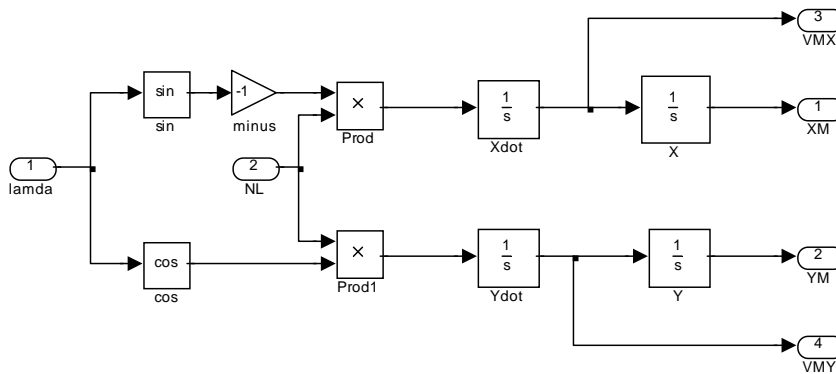 3
VMX
sin
sin
-1
minus
×
Prod
1
s
Xdot
1
s
X
1
XM
1
lamda
2
NL
cos
cos
×
Prod1
1
s
Ydot
1
s
Y
2
YM
4
VMY